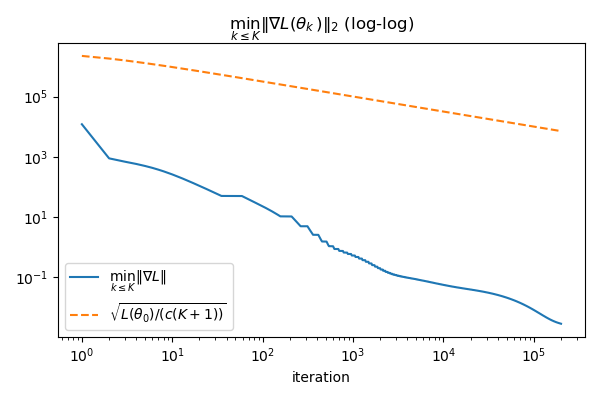 min k≤K ‖∇L(θₖ)‖₂ (log-log)
10⁵
10³
10¹
10⁻¹
min k≤K ‖∇L‖
√L(θ₀)/(c(K + 1))
10⁰ 10¹ 10² 10³ 10⁴ 10⁵
iteration